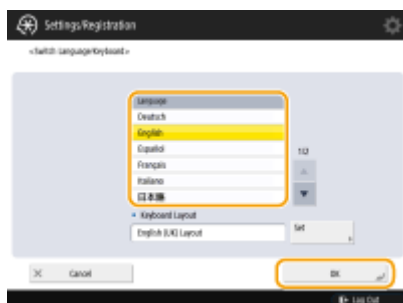 Settings/Registration
<Switch Language/Keyboard>
Language
Deutsch
English
Español
Français
Italiano
日本語
1/2
Keyboard Layout
English (UK) Layout
Set
Cancel
OK
Log Out